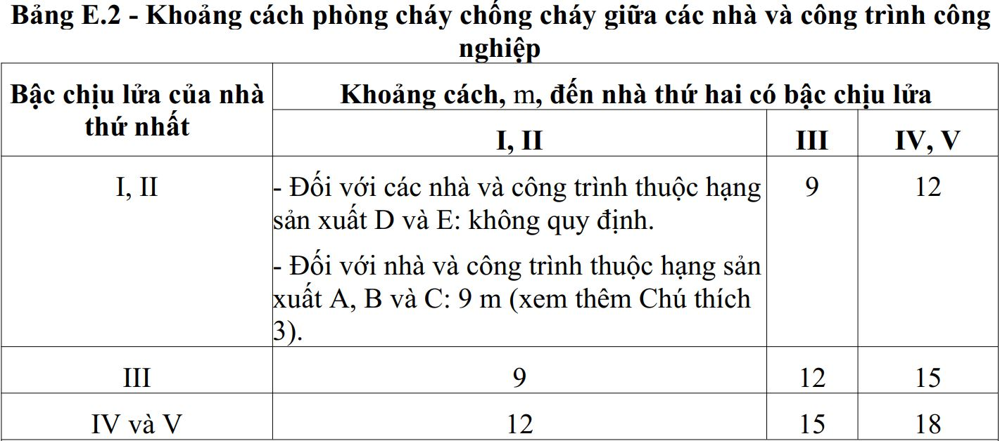 Bảng E.2 - Khoảng cách phòng cháy chống cháy giữa các nhà và công trình công
nghiệp
Bậc chịu lửa của nhà
thứ nhất
Khoảng cách, m, đến nhà thứ hai có bậc chịu lửa
I, II
III
IV, V
I, II
- Đối với các nhà và công trình thuộc hạng
sản xuất D và E: không quy định.
- Đối với nhà và công trình thuộc hạng sản
xuất A, B và C: 9 m (xem thêm Chú thích
3).
9
12
III
9
12
15
IV và V
12
15
18